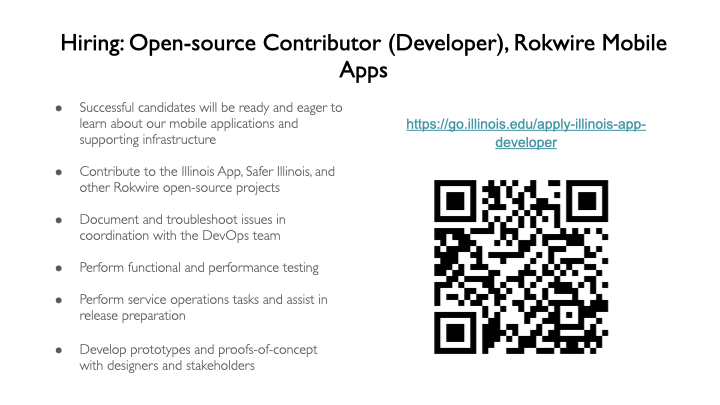 Hiring: Open-source Contributor (Developer), Rokwire Mobile
Apps
● Successful candidates will be ready and eager to
learn about our mobile applications and
supporting infrastructure
● Contribute to the Illinois App, Safer Illinois, and
other Rokwire open-source projects
● Document and troubleshoot issues in
coordination with the DevOps team
● Perform functional and performance testing
● Perform service operations tasks and assist in
release preparation
● Develop prototypes and proofs-of-concept
with designers and stakeholders
https://go.illinois.edu/apply-illinois-app-
developer